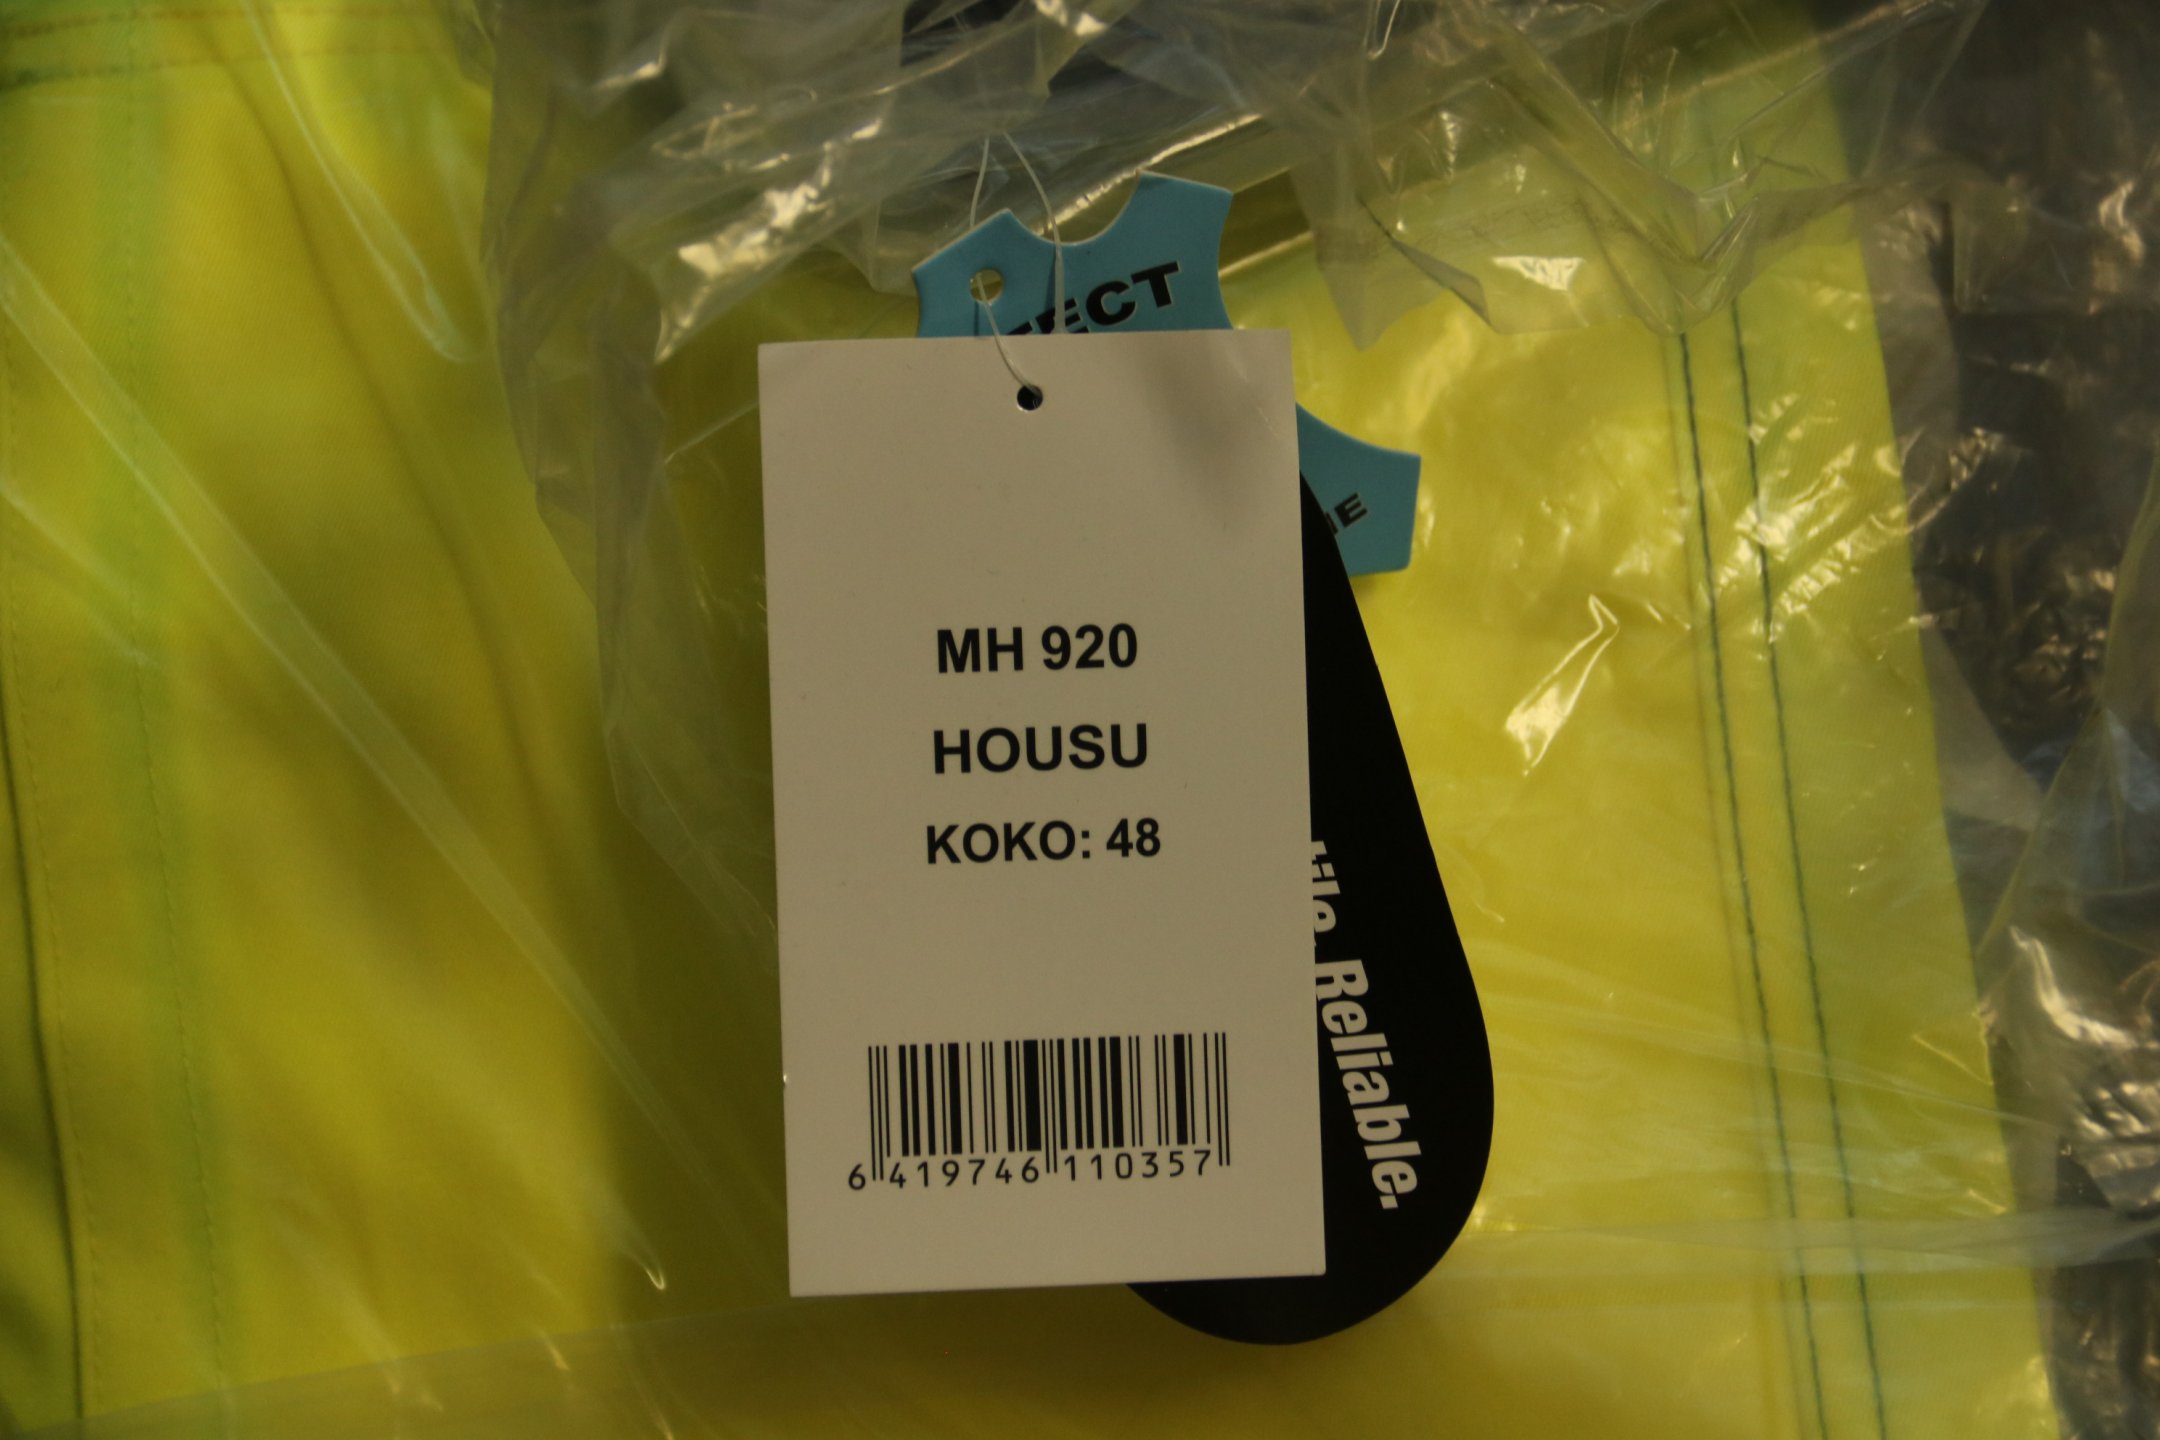 MH 920
HOUSU
KOKO: 48
6 419746 110357
Reliable.